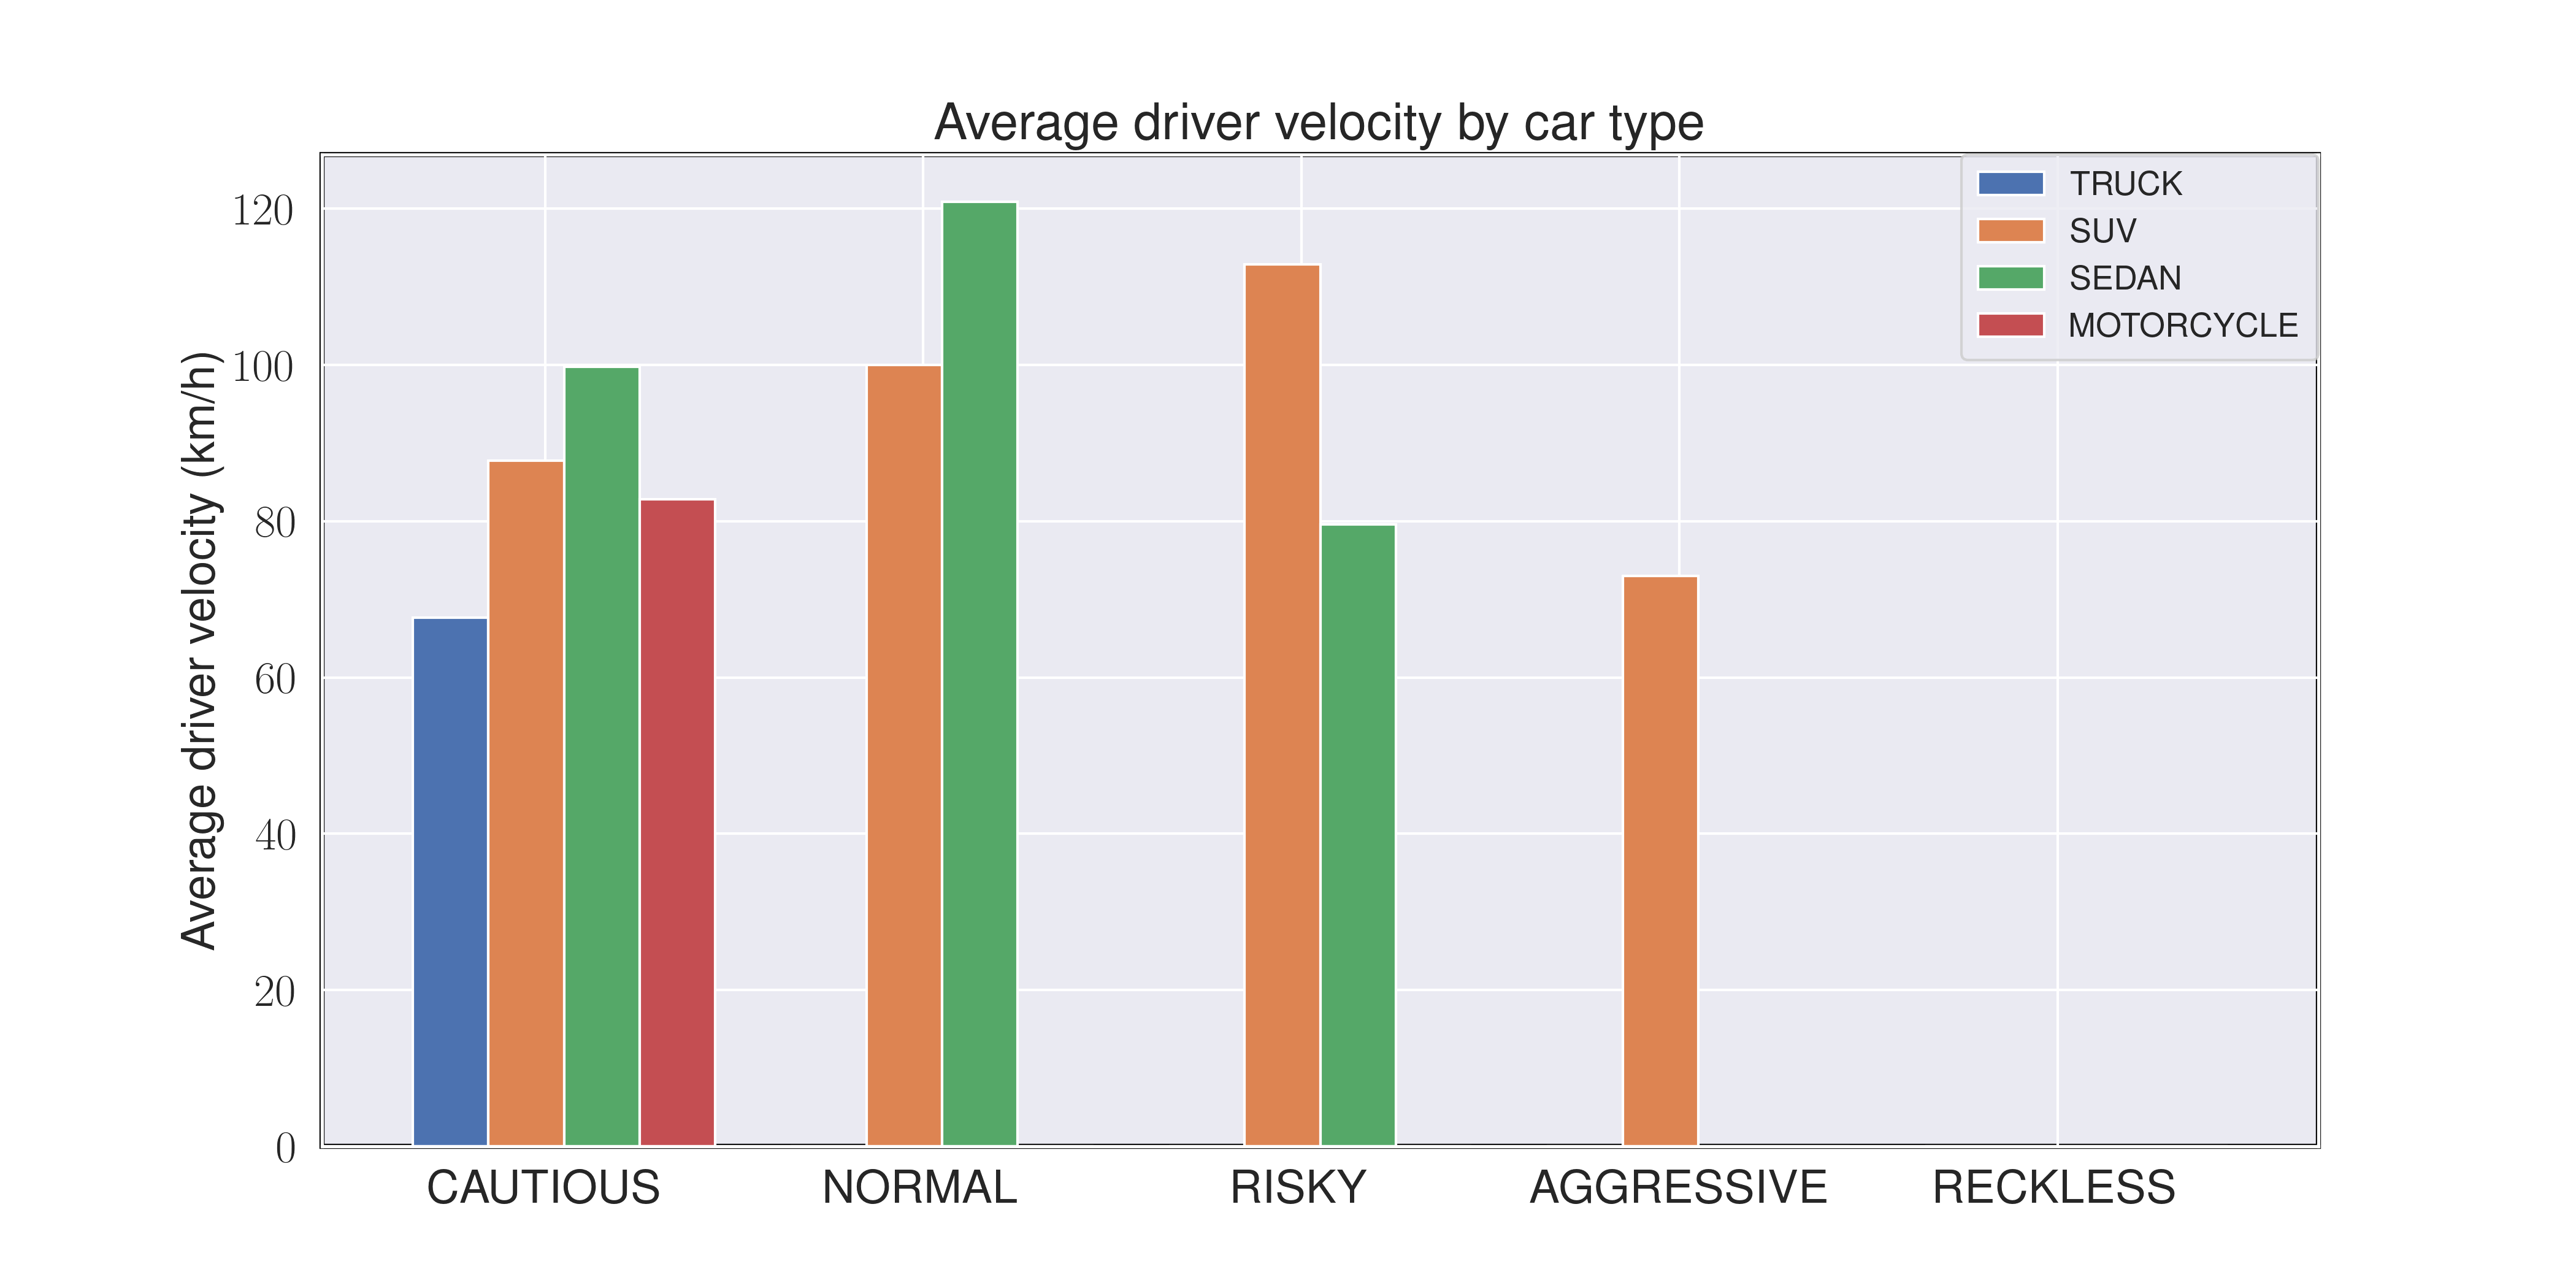 Average driver velocity by car type
TRUCK
SUV
SEDAN
MOTORCYCLE
Average driver velocity (km/h)
120
100
80
60
40
20
0
CAUTIOUS NORMAL RISKY AGGRESSIVE RECKLESS